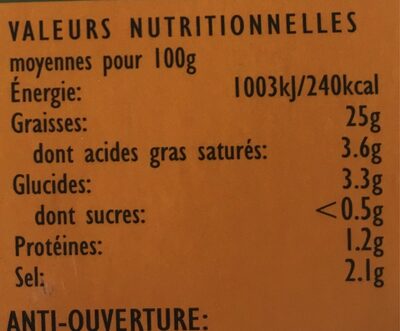 VALEURS NUTRITIONNELLES
moyennes pour 100g
Énergie: 1003kJ/240kcal
Graisses: 25g
dont acides gras saturés: 3.6g
Glucides: 3.3g
dont sucres: <0.5g
Protéines: 1.2g
Sel: 2.1g
ANTI-OUVERTURE: